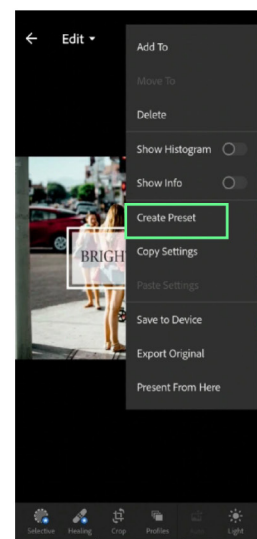 Edit
Add To
Move To
Delete
Show Histogram
Show Info
Create Preset
BRIGH
Copy Settings
Paste Settings
Save to Device
Export Original
Present From Here
Selective Healing Crop Profiles Auto Light